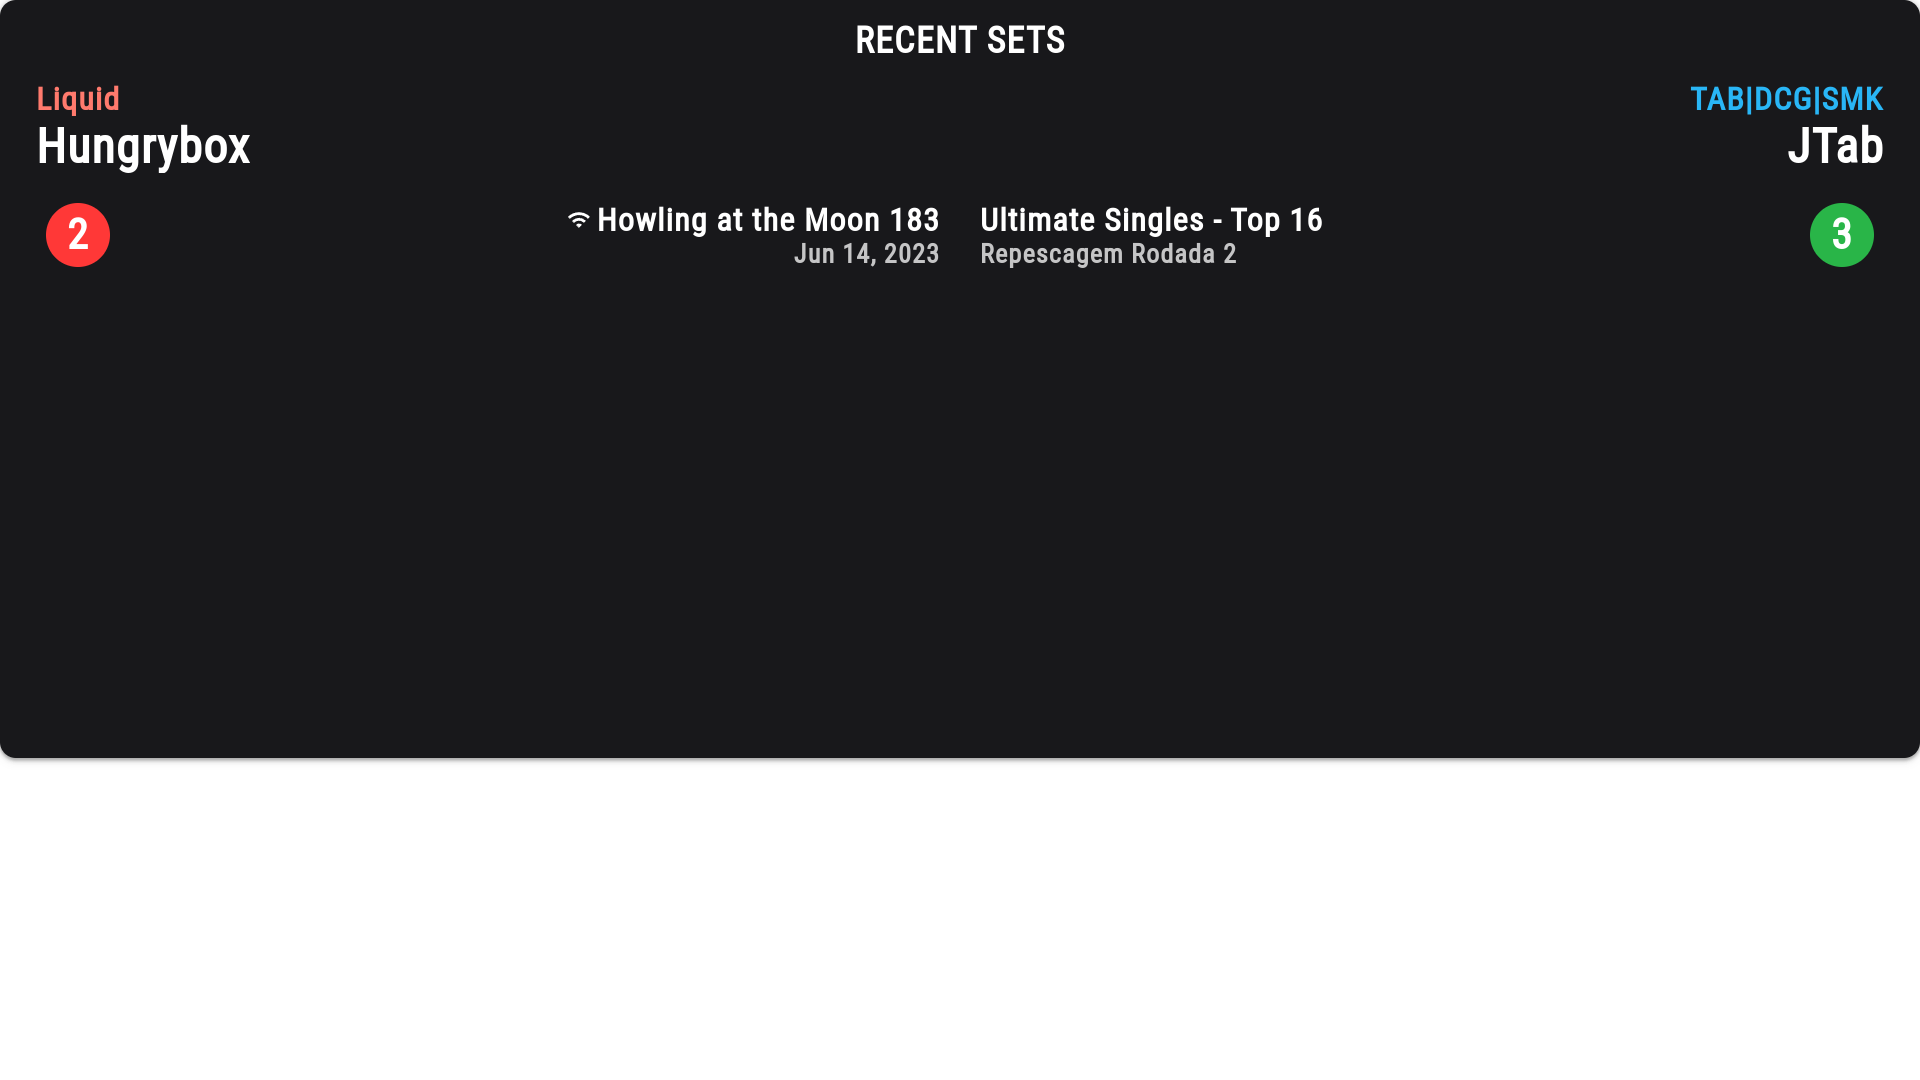 RECENT SETS
Liquid
Hungrybox
TAB|DCG|SMK
JTab
2
Howling at the Moon 183
Jun 14, 2023
Ultimate Singles - Top 16
Repescagem Rodada 2
3